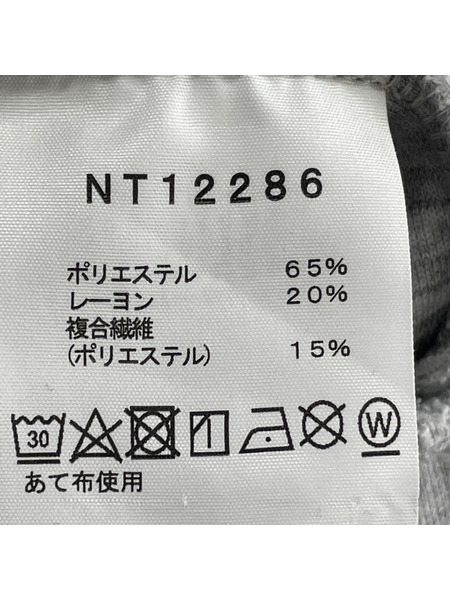 NT12286
ポリエステル 65%
レーヨン 20%
複合繊維
(ポリエステル) 15%
30 W
あて布使用